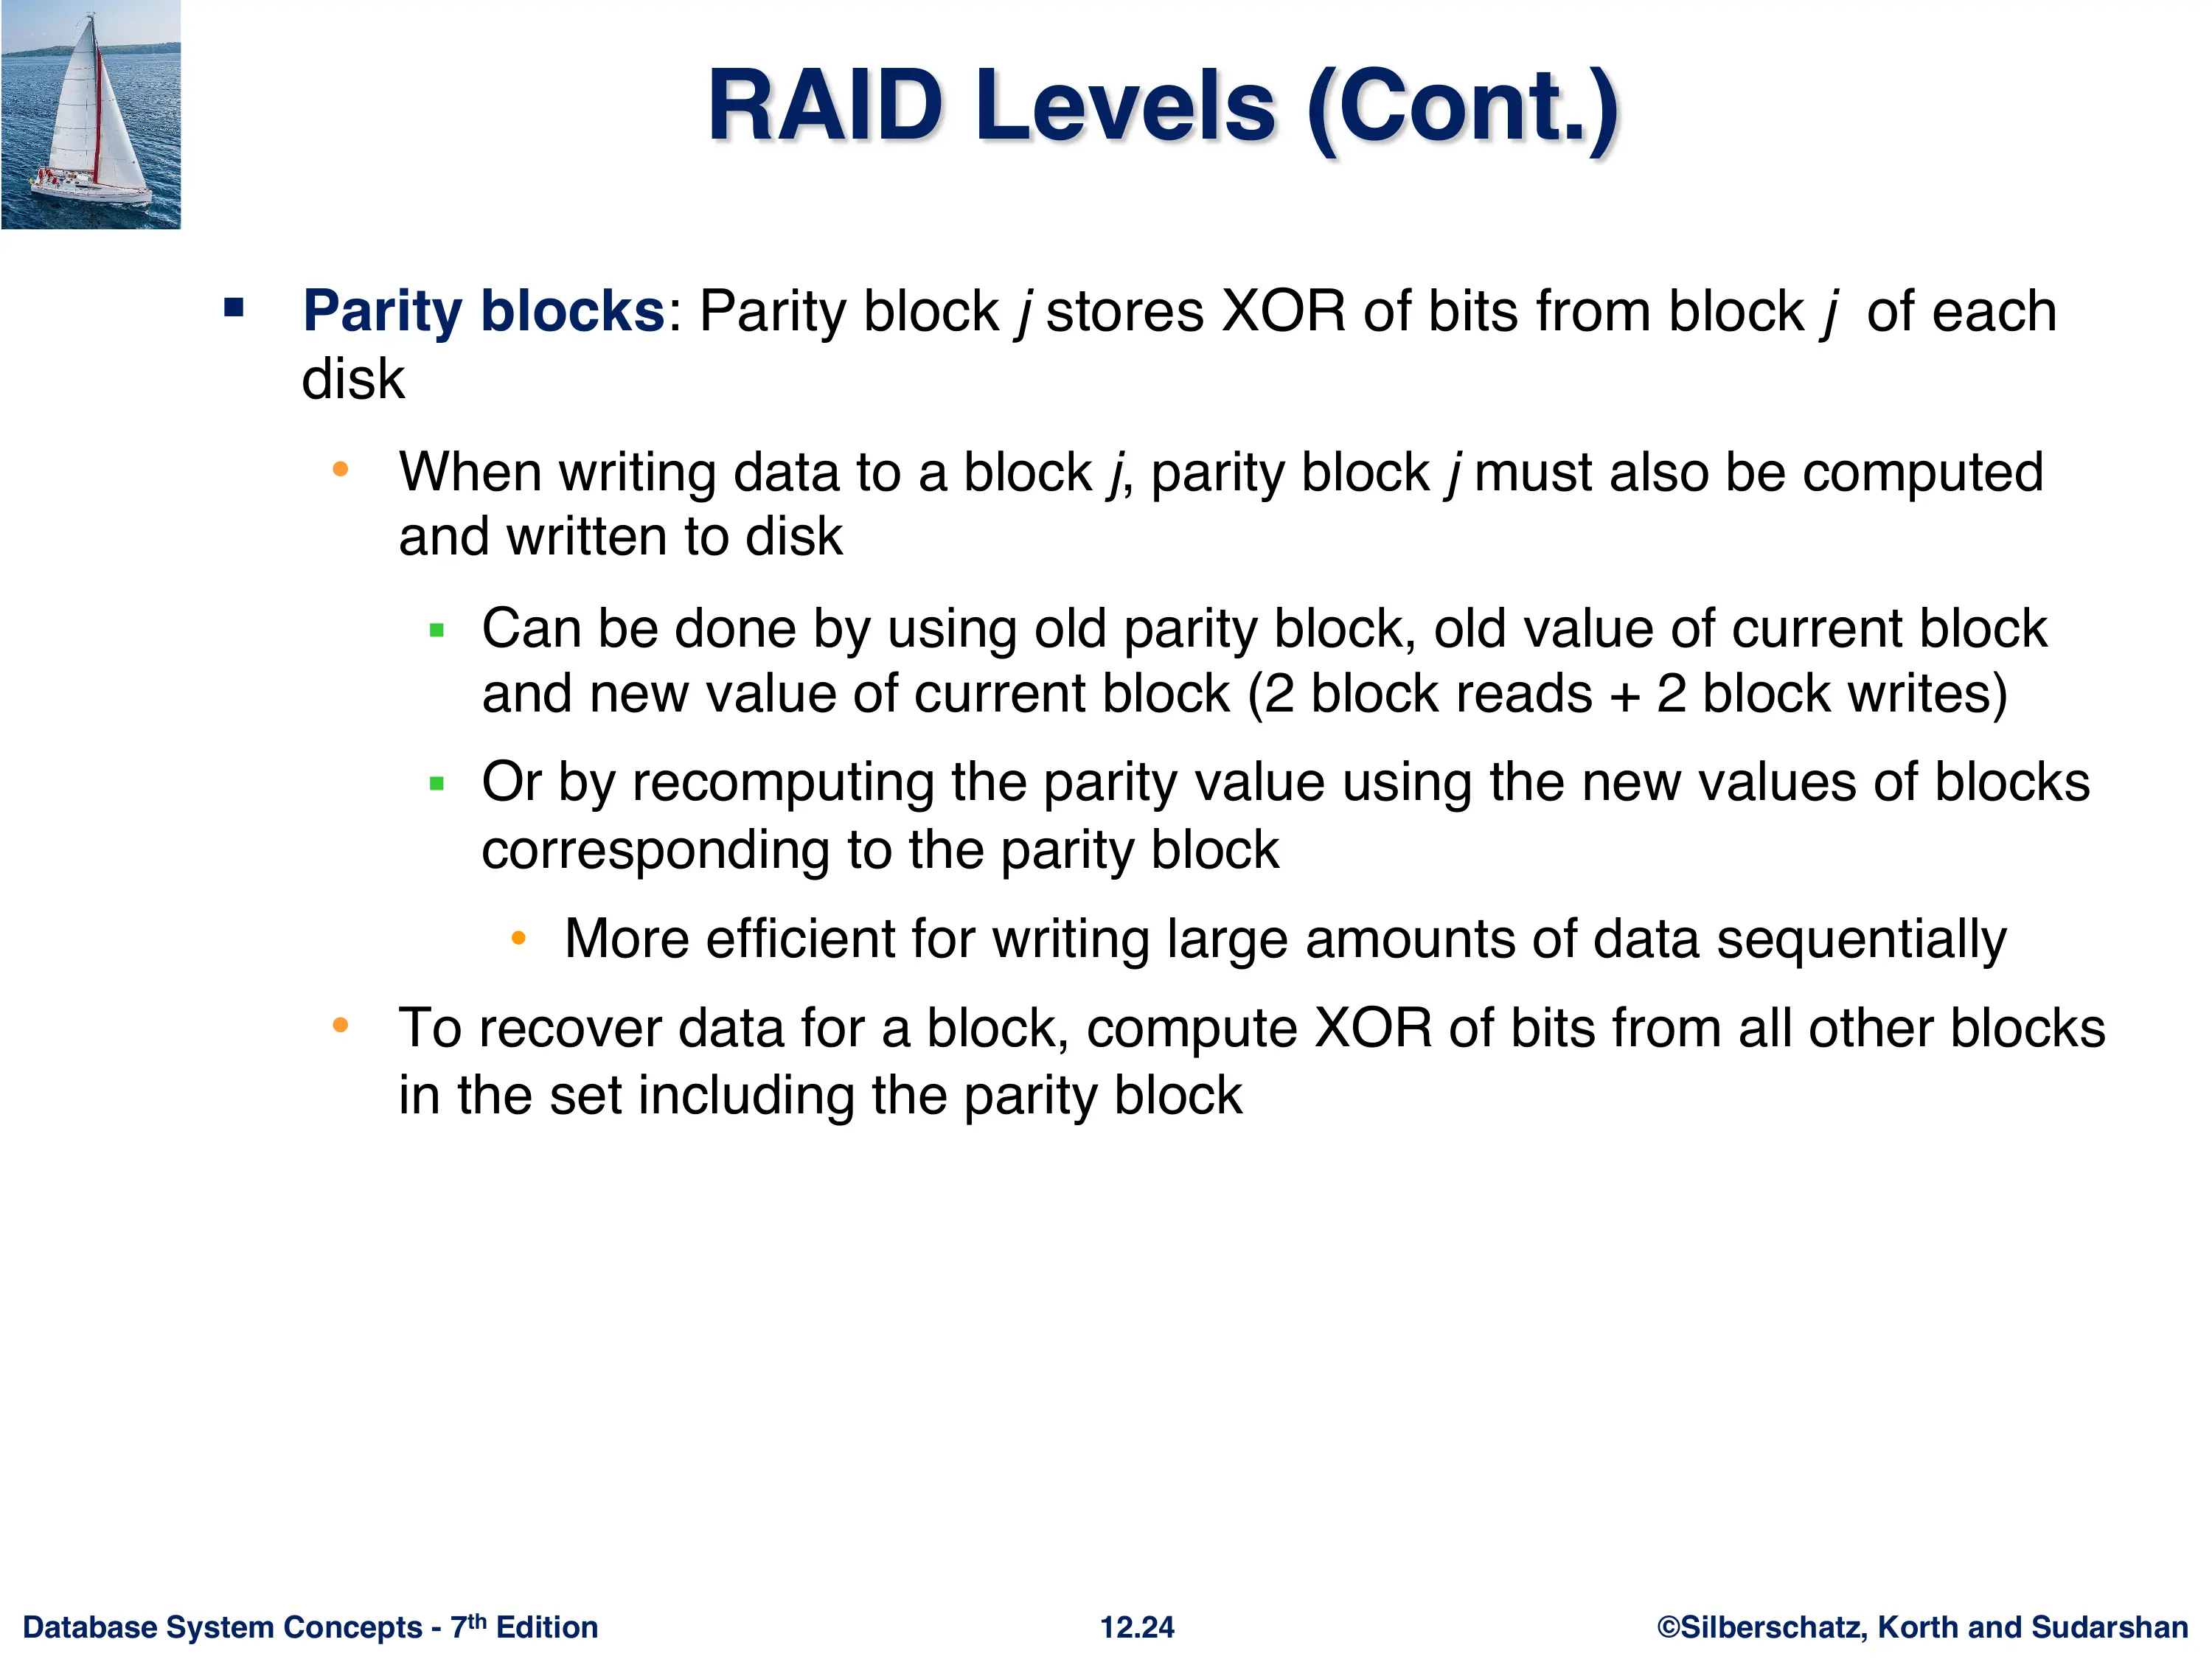 RAID Levels (Cont.)
▪ Parity blocks: Parity block j stores XOR of bits from block j of each
disk
• When writing data to a block j, parity block j must also be computed
and written to disk
▪ Can be done by using old parity block, old value of current block
and new value of current block (2 block reads + 2 block writes)
▪ Or by recomputing the parity value using the new values of blocks
corresponding to the parity block
• More efficient for writing large amounts of data sequentially
• To recover data for a block, compute XOR of bits from all other blocks
in the set including the parity block
Database System Concepts - 7th Edition
12.24
©Silberschatz, Korth and Sudarshan